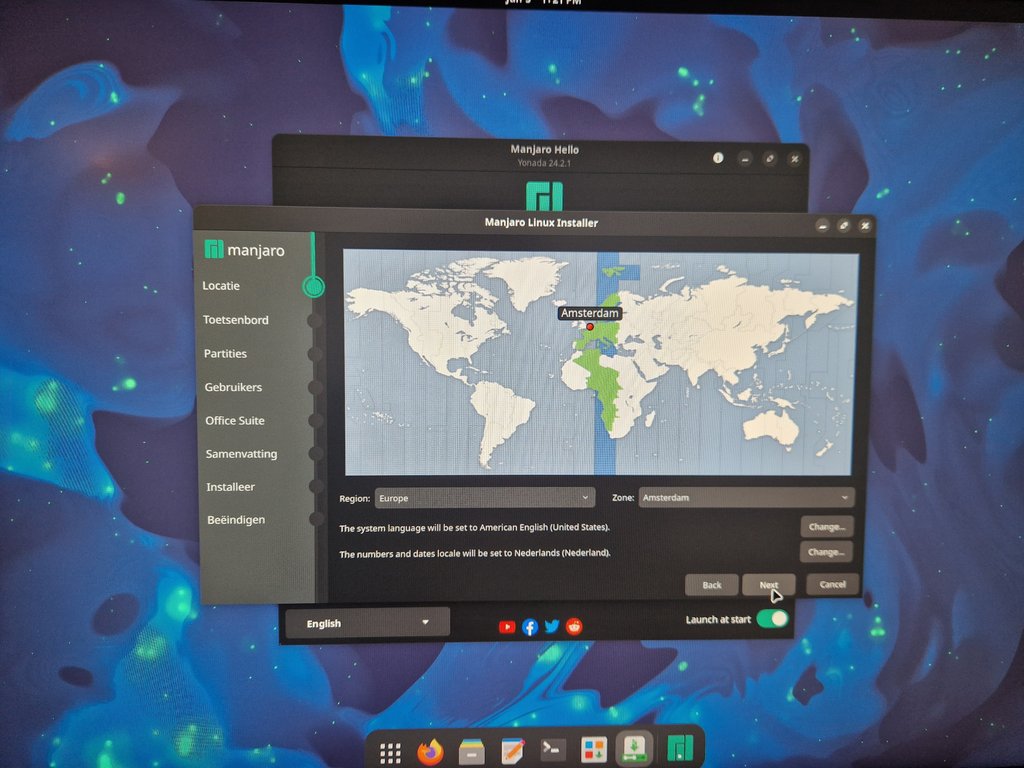 1:21 PM
Manjaro Hello
Yonada 24.2.1
Manjaro Linux Installer
manjaro
Locatie
Toetsenbord
Partities
Gebruikers
Office Suite
Samenvatting
Installeer
Beëindigen
Amsterdam
Region: Europe Zone: Amsterdam
The system language will be set to American English (United States). Change...
The numbers and dates locale will be set to Nederlands (Nederland). Change...
Back Next Cancel
English Launch at start